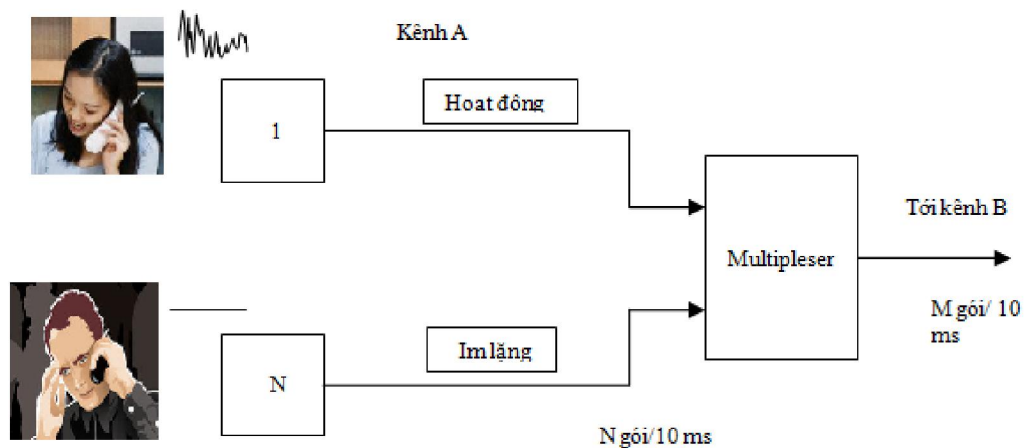 Kênh A
Hoat đông
1
Multipleser
Tới kênh B
M gói/ 10
ms
Im lặng
N
N gói/10 ms